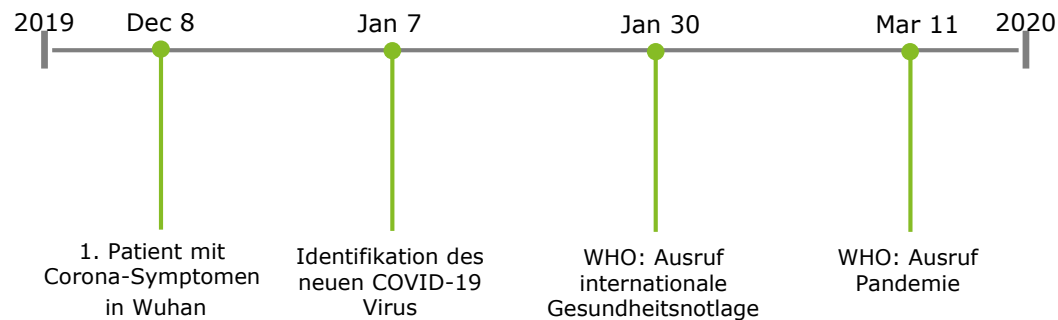 2019
Dec 8
Jan 7
Jan 30
Mar 11
2020
1. Patient mit
Corona-Symptomen
in Wuhan
Identifikation des
neuen COVID-19
Virus
WHO: Ausruf
internationale
Gesundheitsnotlage
WHO: Ausruf
Pandemie